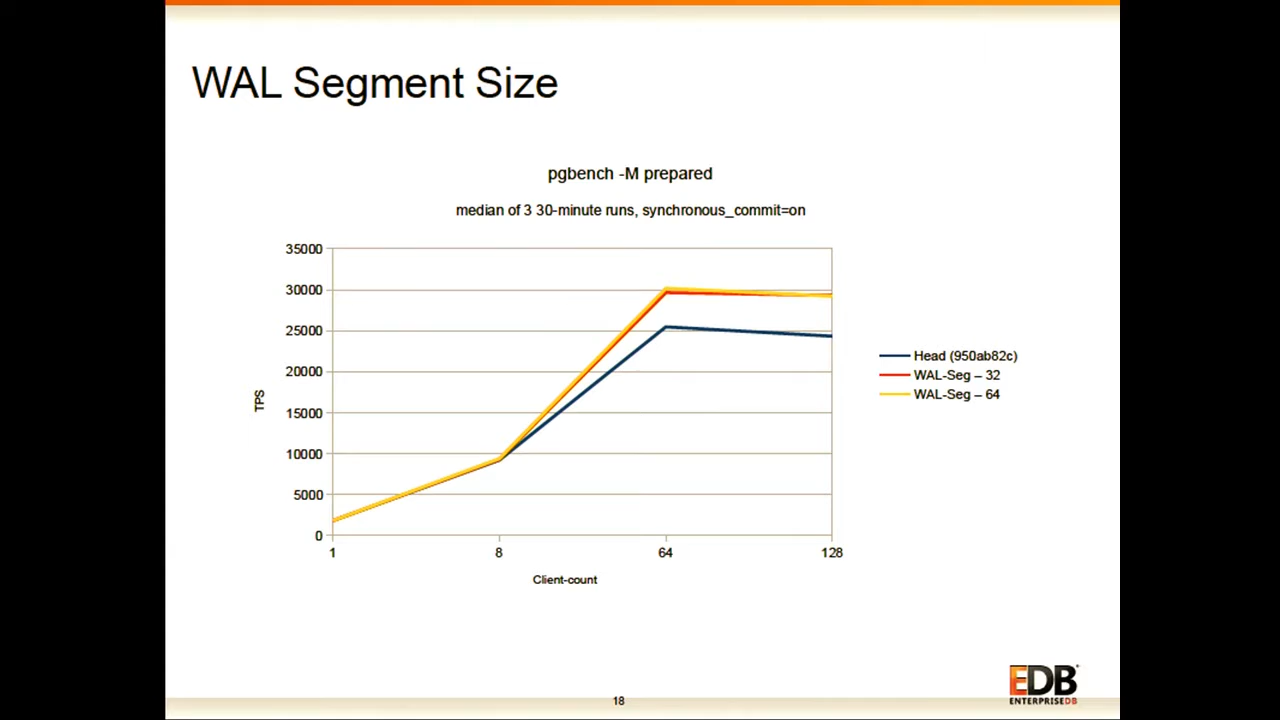 WAL Segment Size
pgbench -M prepared
median of 3 30-minute runs, synchronous_commit=on
35000
30000
25000
20000
15000
10000
5000
0
TPS
1 8 64 128
Client-count
Head (950ab82c)
WAL-Seg – 32
WAL-Seg – 64
18
EDB
ENTERPRISEDB